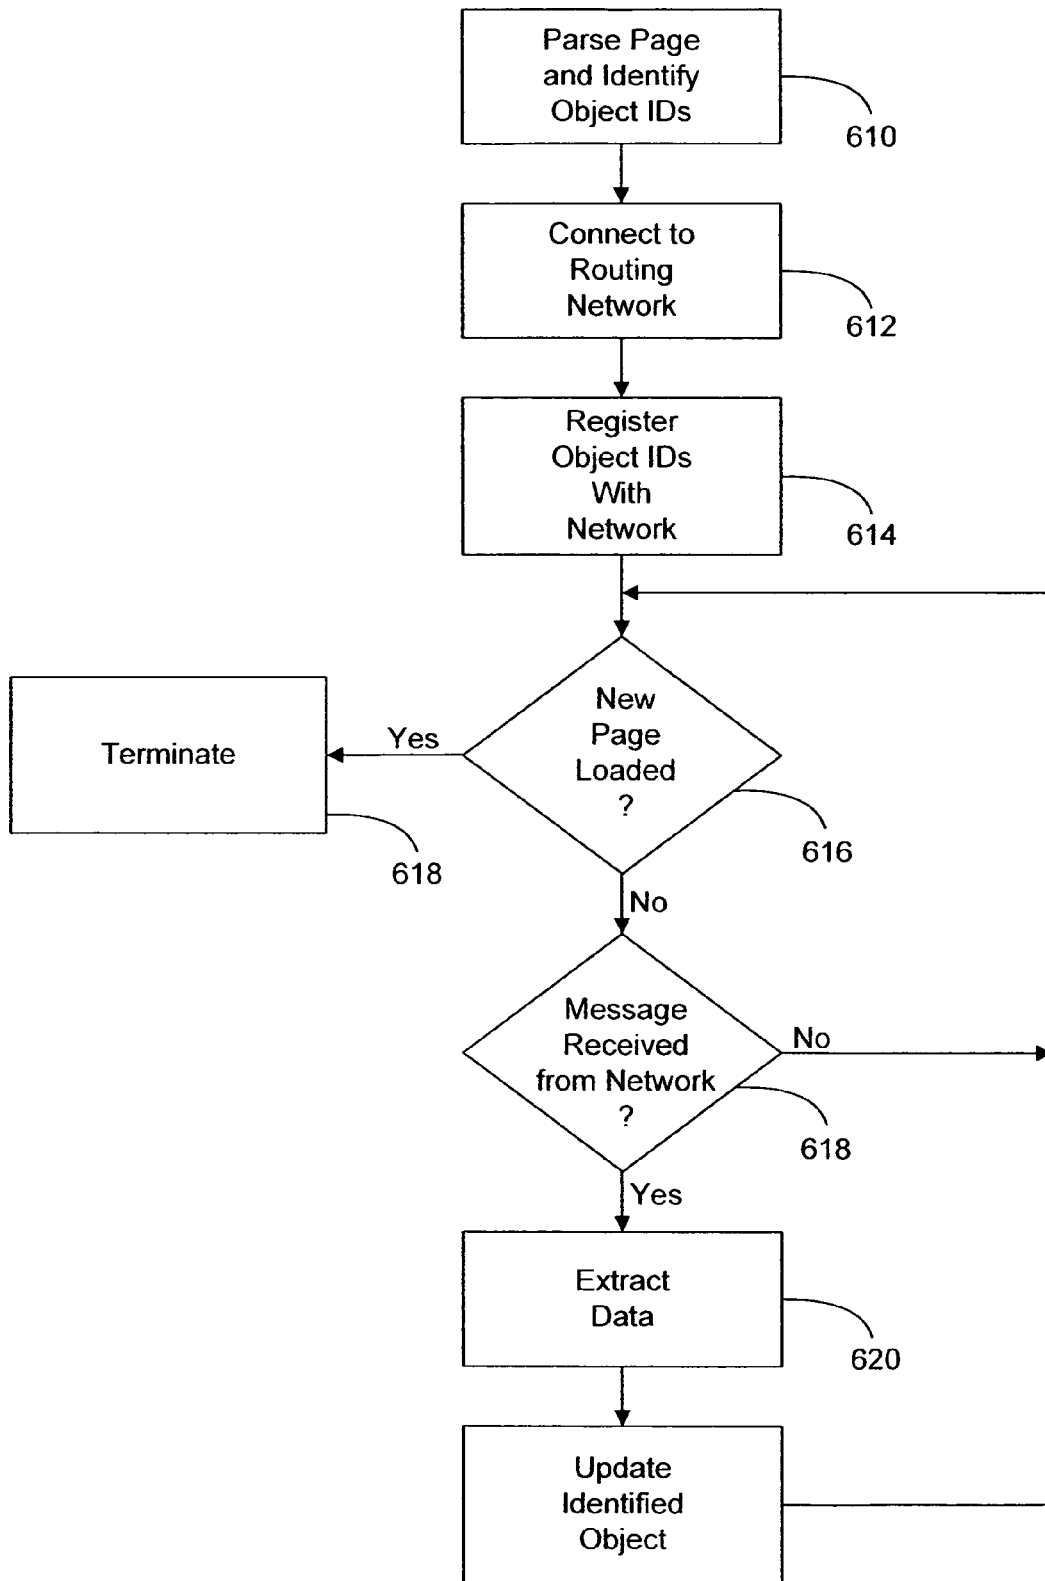 Parse Page
and Identify
Object IDs
610
Connect to
Routing
Network
612
Register
Object IDs
With
Network
614
New
Page
Loaded
?
616
Yes
Terminate
618
No
Message
Received
from Network
?
618
No
Yes
Extract
Data
620
Update
Identified
Object